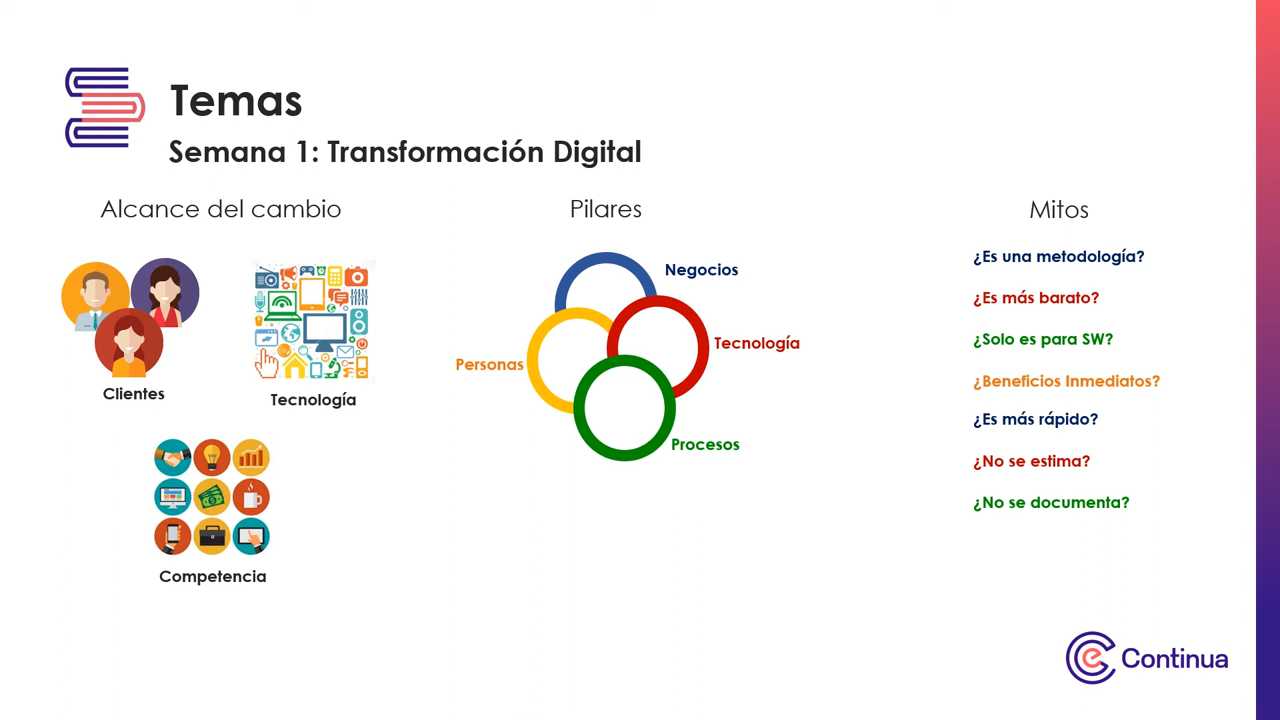 Temas
Semana 1: Transformación Digital
Alcance del cambio
Clientes
Tecnología
Competencia
Pilares
Negocios
Tecnología
Personas
Procesos
Mitos
¿Es una metodología?
¿Es más barato?
¿Solo es para SW?
¿Beneficios Inmediatos?
¿Es más rápido?
¿No se estima?
¿No se documenta?
e Continua